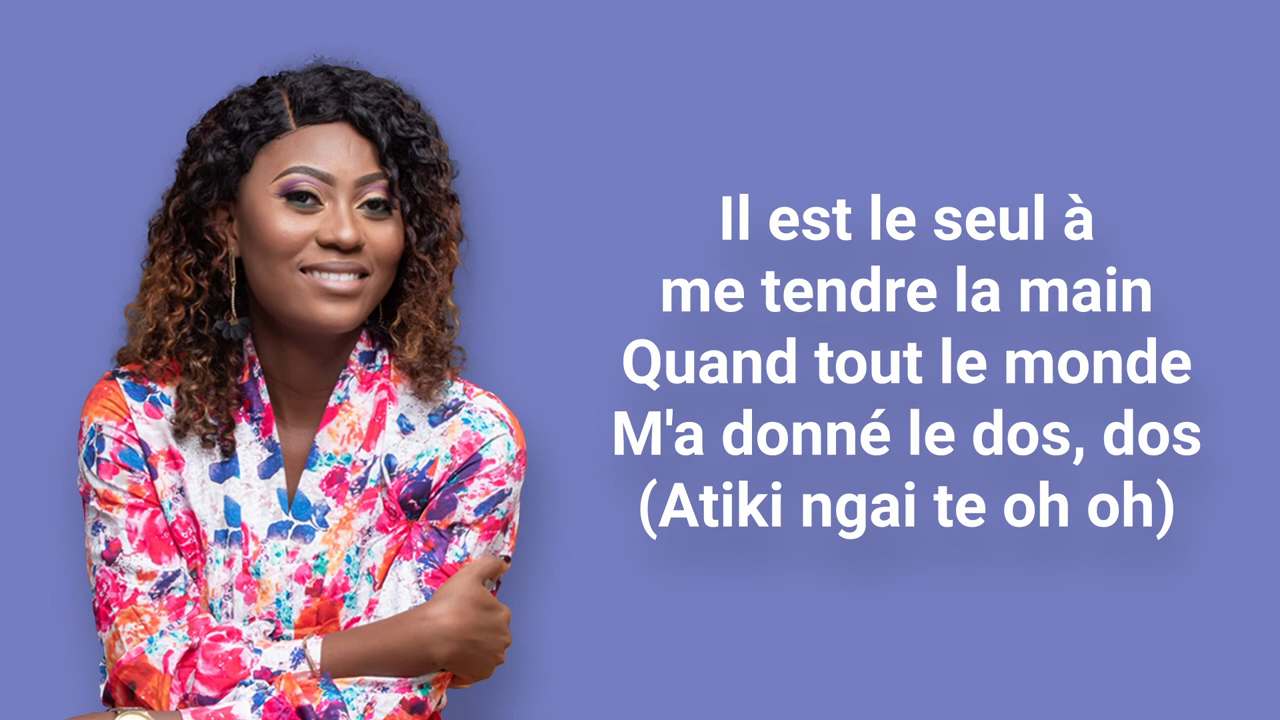 Il est le seul à
me tendre la main
Quand tout le monde
M'a donné le dos, dos
(Atiki ngai te oh oh)